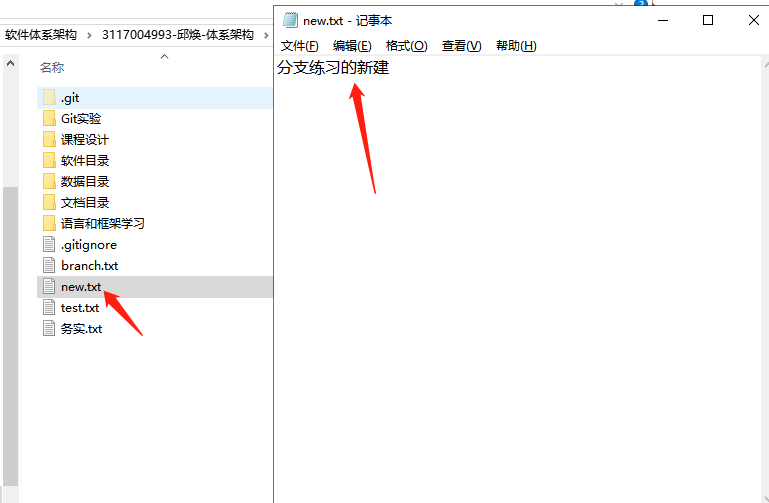 new.txt - 记事本
软件体系架构 › 3117004993-邱焕-体系架构 ›
文件(F) 编辑(E) 格式(O) 查看(V) 帮助(H)
名称
分支练习的新建
.git
Git实验
课程设计
软件目录
数据目录
文档目录
语言和框架学习
.gitignore
branch.txt
new.txt
test.txt
务实.txt